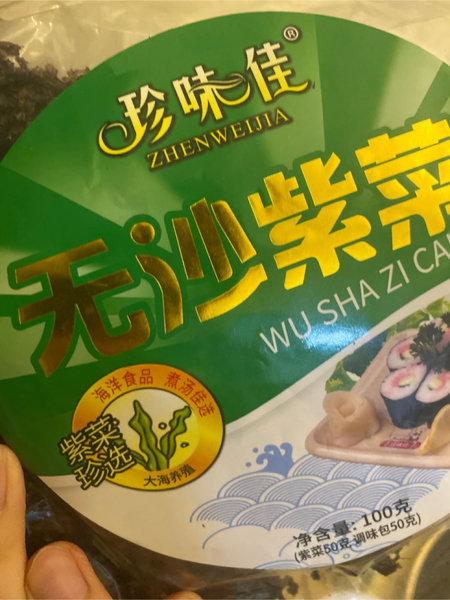 珍味佳®
ZHENWEIJIA
无沙紫菜
WU SHA ZI CAI
海洋食品 煮汤佳选
紫菜
珍选
大海养殖
净含量: 100克
(紫菜50克 调味包50克)